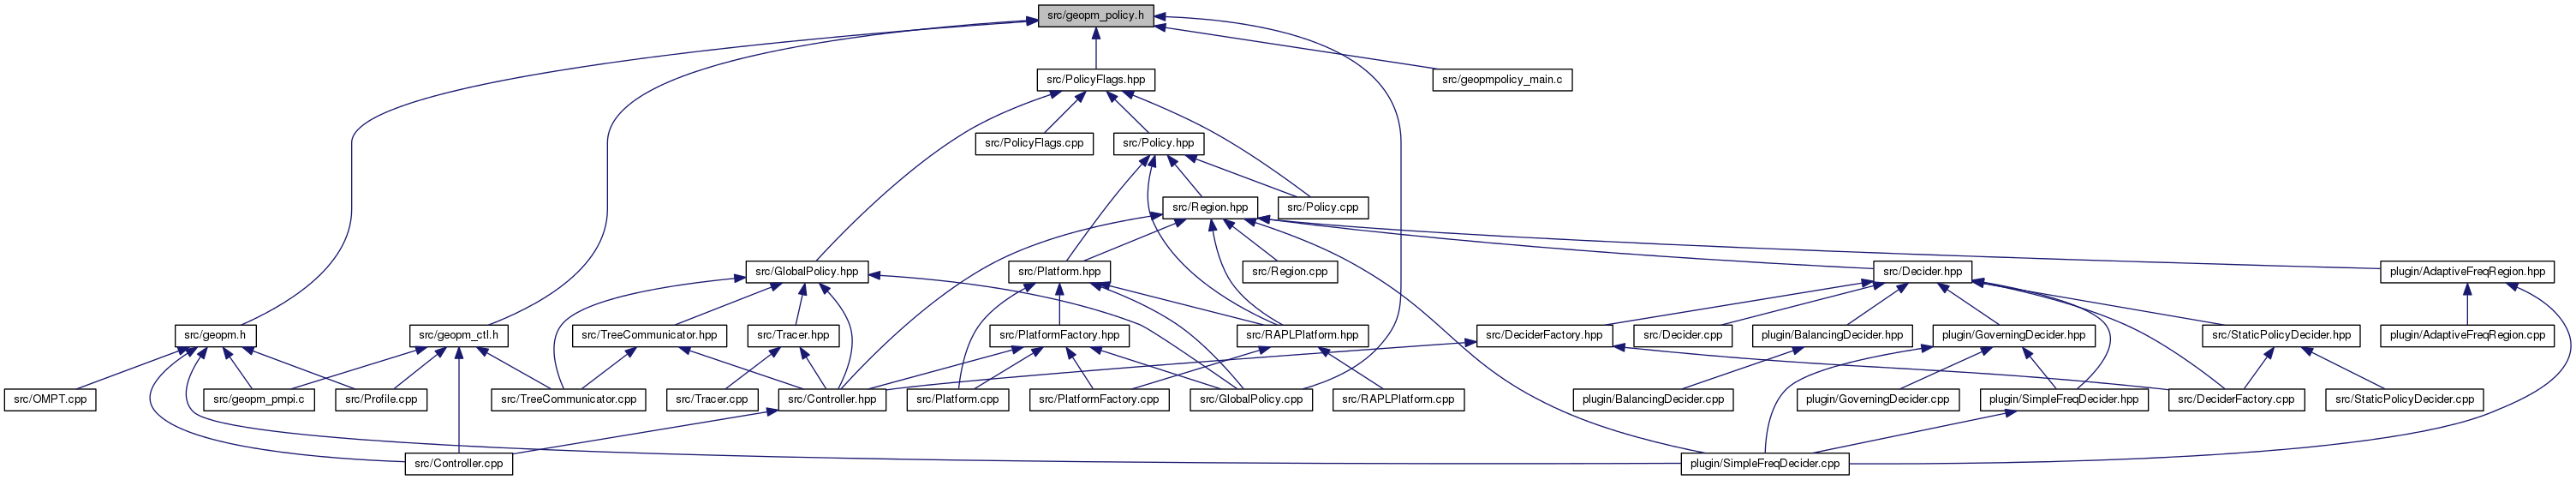 src/geopm_policy.h
src/PolicyFlags.hpp
src/geopmpolicy_main.c
src/PolicyFlags.cpp
src/Policy.hpp
src/Region.hpp
src/Policy.cpp
src/GlobalPolicy.hpp
src/Platform.hpp
src/Region.cpp
src/Decider.hpp
plugin/AdaptiveFreqRegion.hpp
src/geopm.h
src/geopm_ctl.h
src/TreeCommunicator.hpp
src/Tracer.hpp
src/PlatformFactory.hpp
src/RAPLPlatform.hpp
src/DeciderFactory.hpp
src/Decider.cpp
plugin/BalancingDecider.hpp
plugin/GoverningDecider.hpp
src/StaticPolicyDecider.hpp
plugin/AdaptiveFreqRegion.cpp
src/OMPT.cpp
src/geopm_pmpi.c
src/Profile.cpp
src/TreeCommunicator.cpp
src/Tracer.cpp
src/Controller.hpp
src/Platform.cpp
src/PlatformFactory.cpp
src/GlobalPolicy.cpp
src/RAPLPlatform.cpp
plugin/BalancingDecider.cpp
plugin/GoverningDecider.cpp
plugin/SimpleFreqDecider.hpp
src/DeciderFactory.cpp
src/StaticPolicyDecider.cpp
src/Controller.cpp
plugin/SimpleFreqDecider.cpp